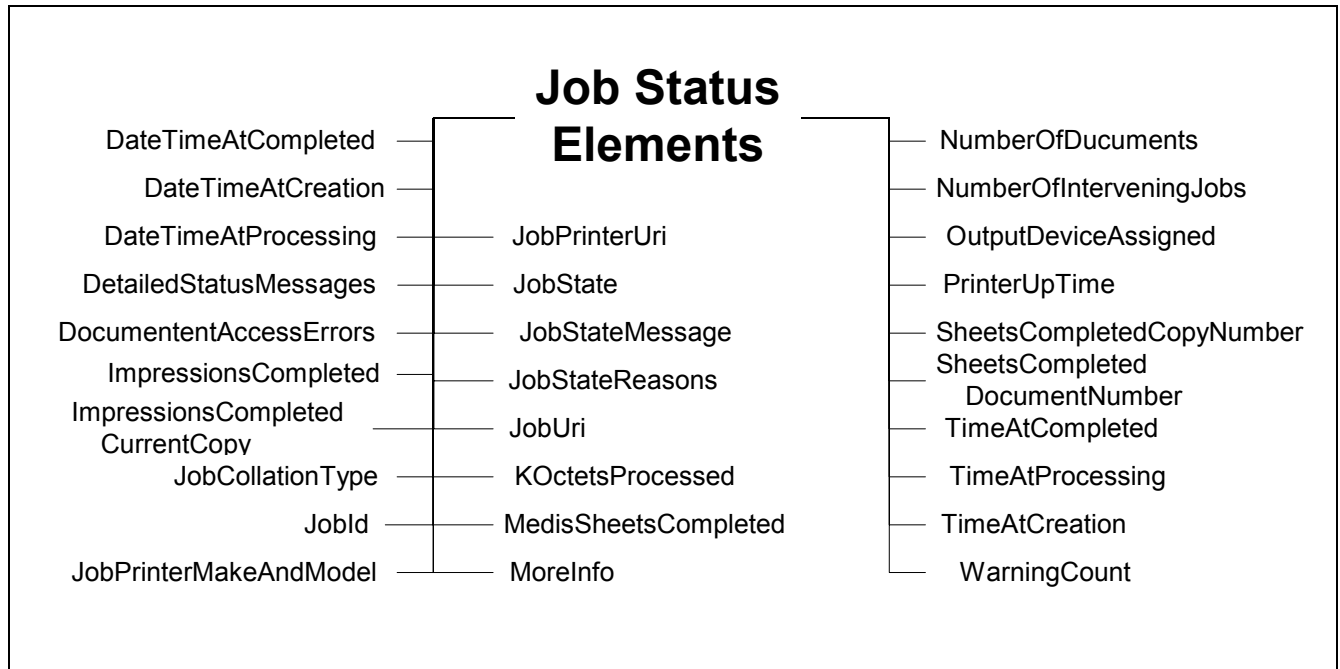 Job Status
Elements
DateTimeAtCompleted
DateTimeAtCreation
DateTimeAtProcessing
DetailedStatusMessages
DocumententAccessErrors
ImpressionsCompleted
ImpressionsCompleted
CurrentCopy
JobCollationType
JobId
JobPrinterMakeAndModel
JobPrinterUri
JobState
JobStateMessage
JobStateReasons
JobUri
KOctetsProcessed
MedisSheetsCompleted
MoreInfo
NumberOfDucuments
NumberOfInterveningJobs
OutputDeviceAssigned
PrinterUpTime
SheetsCompletedCopyNumber
SheetsCompleted
DocumentNumber
TimeAtCompleted
TimeAtProcessing
TimeAtCreation
WarningCount